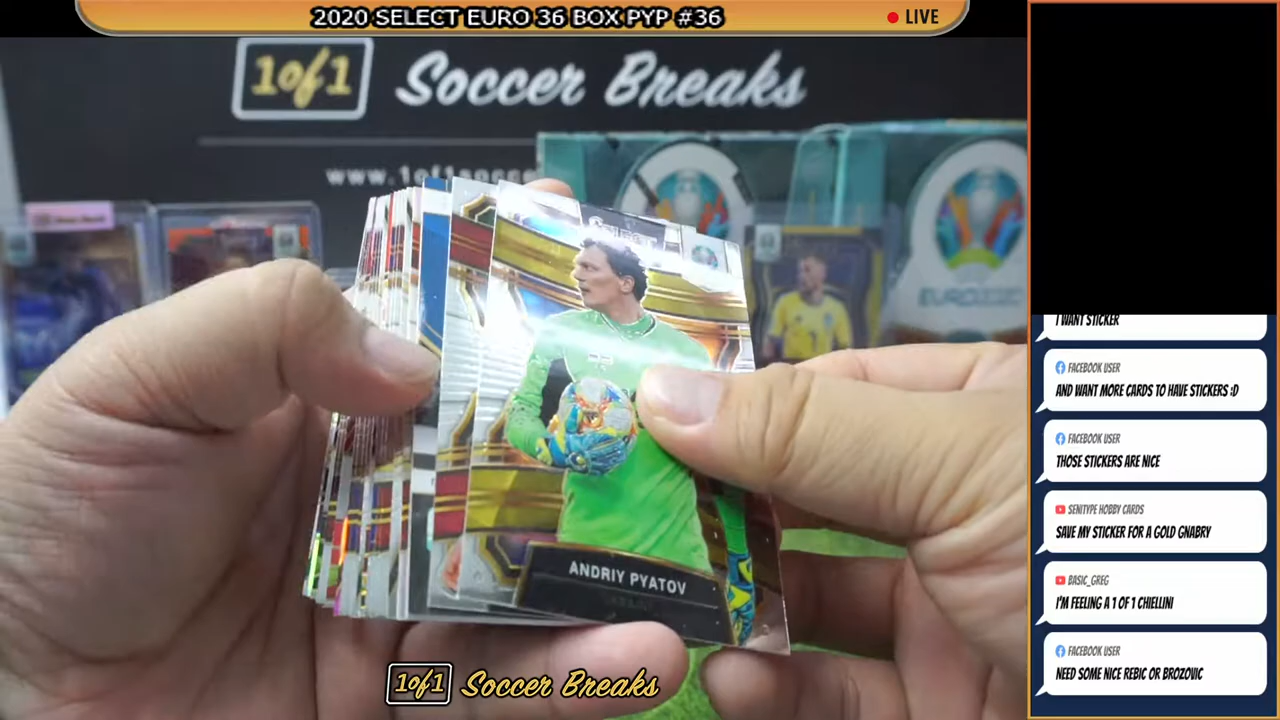 2020 SELECT EURO 36 BOX PYP #36
LIVE
1of1 Soccer Breaks
www.1of1socce
SELECT
EURO2020
ANDRIY PYATOV
1of1 Soccer Breaks
I WANT STICKER
FACEBOOK USER
AND WANT MORE CARDS TO HAVE STICKERS :D
FACEBOOK USER
THOSE STICKERS ARE NICE
SENITYPE HOBBY CARDS
SAVE MY STICKER FOR A GOLD GNABRY
BASIC_GREG
I'M FEELING A 1 OF 1 CHIELLINI
FACEBOOK USER
NEED SOME NICE REBIC OR BROZOVIC